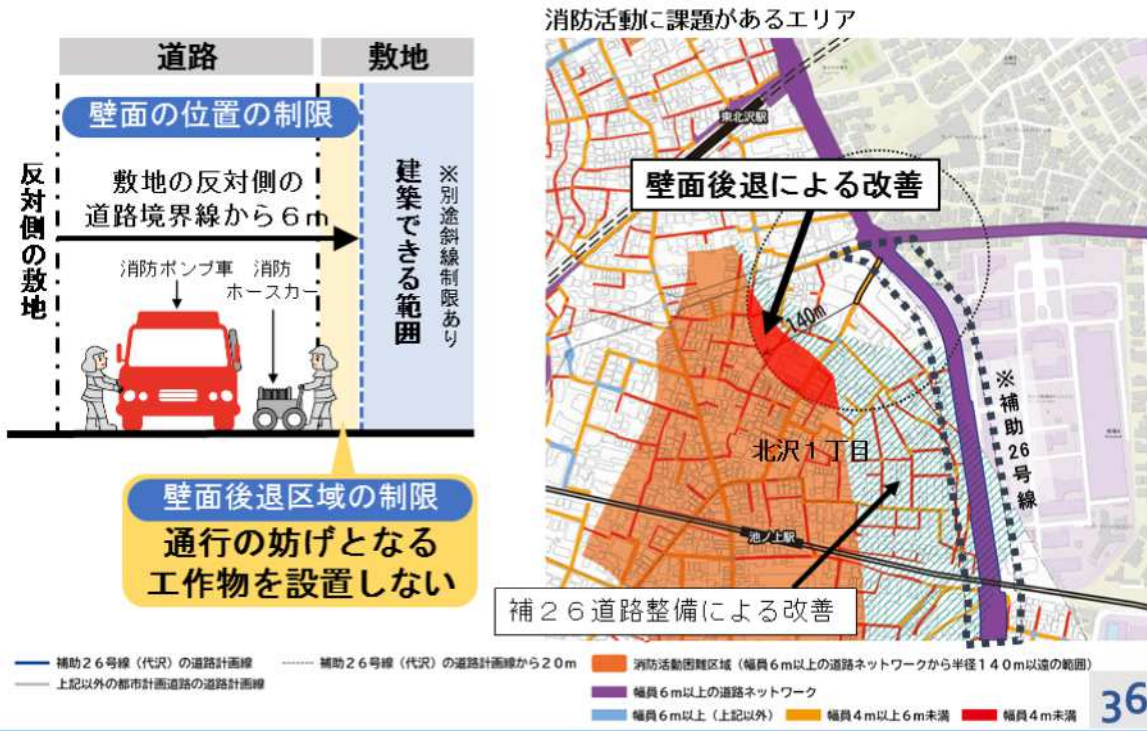 道路
敷地
壁面の位置の制限
反対側の敷地
敷地の反対側の
道路境界線から6m
消防ポンプ車
消防
ホースカー
建築できる範囲
※別途斜線制限あり
壁面後退区域の制限
通行の妨げとなる
工作物を設置しない
消防活動に課題があるエリア
東北沢駅
壁面後退による改善
140m
北沢1丁目
※補助26号線
池ノ上駅
補26道路整備による改善
補助26号線(代沢)の道路計画線
補助26号線(代沢)の道路計画線から20m
上記以外の都市計画道路の道路計画線
消防活動困難区域(幅員6m以上の道路ネットワークから半径140m以遠の範囲)
幅員6m以上の道路ネットワーク
幅員6m以上(上記以外)
幅員4m以上6m未満
幅員4m未満
36